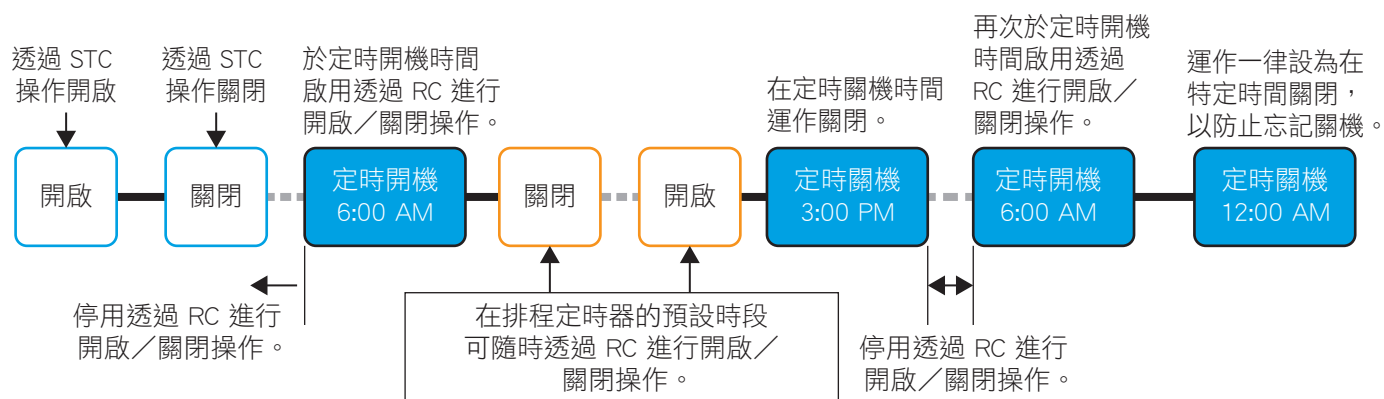 透過 STC
操作開啟
透過 STC
操作關閉
於定時開機時間
啟用透過 RC 進行
開啟／關閉操作。
在定時關機時間
運作關閉。
再次於定時開機
時間啟用透過
RC 進行開啟／
關閉操作。
運作一律設為在
特定時間關閉，
以防止忘記關機。
開啟
關閉
定時開機
6:00 AM
關閉
開啟
定時關機
3:00 PM
定時開機
6:00 AM
定時關機
12:00 AM
停用透過 RC 進行
開啟／關閉操作。
在排程定時器的預設時段
可隨時透過 RC 進行開啟／
關閉操作。
停用透過 RC 進行
開啟／關閉操作。